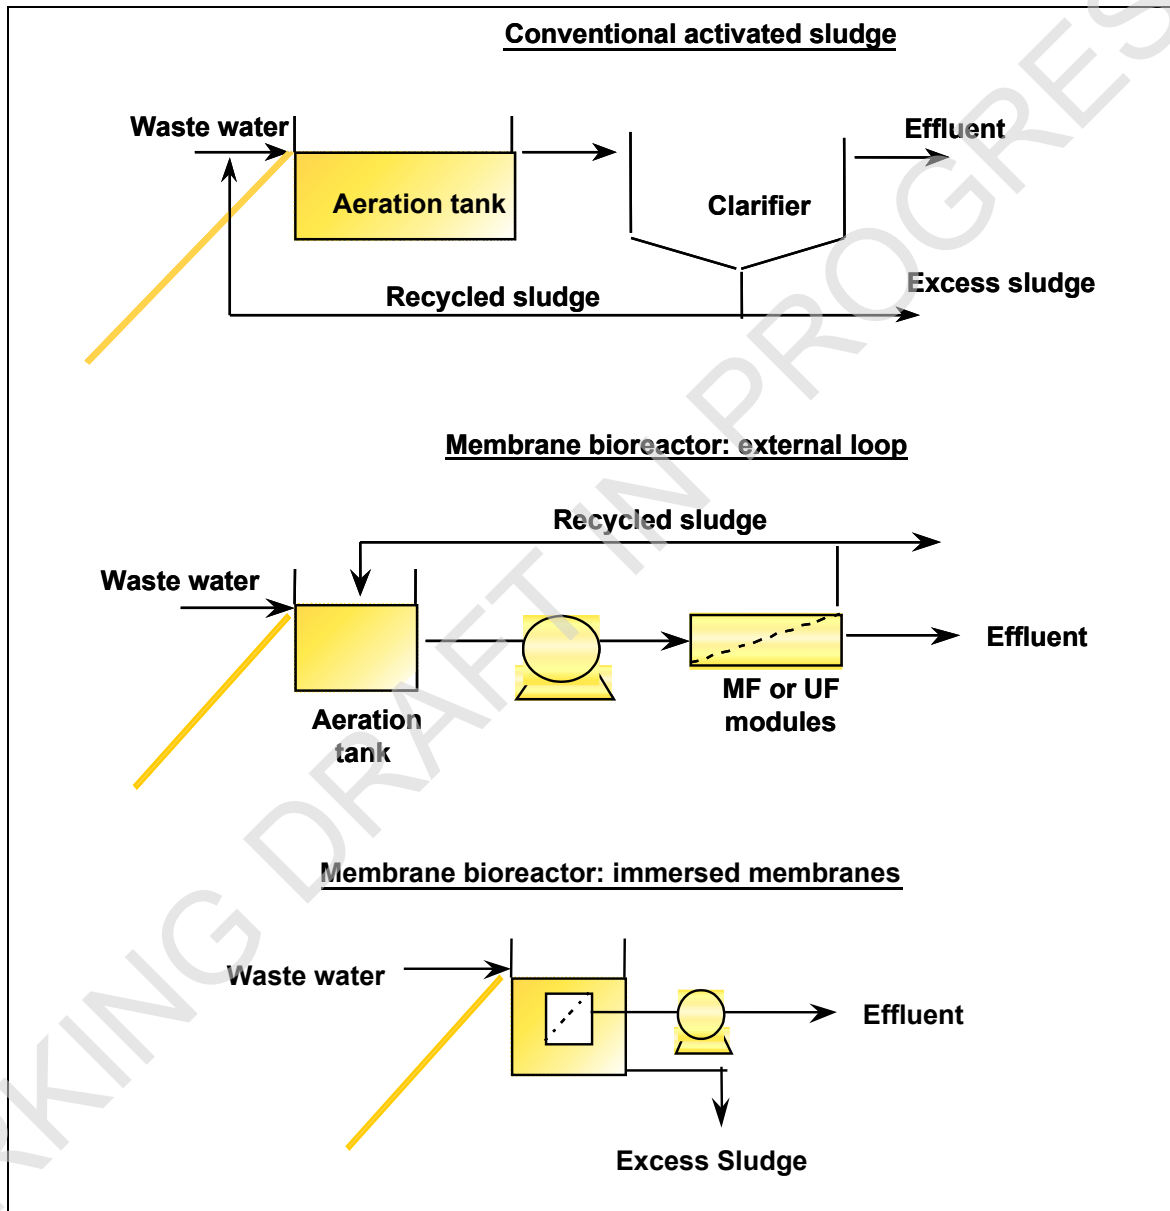 Conventional activated sludge
Waste water
Effluent
Aeration tank
Clarifier
Recycled sludge
Excess sludge
Membrane bioreactor: external loop
Recycled sludge
Waste water
Effluent
Aeration
tank
MF or UF
modules
Membrane bioreactor: immersed membranes
Waste water
Effluent
Excess Sludge
RKING DRAFT IN PROGRES